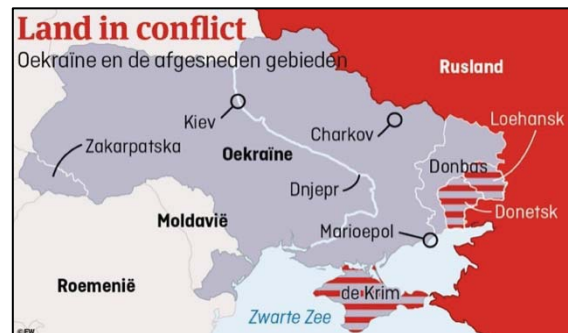 Land in conflict
Oekraïne en de afgesneden gebieden
Rusland
Loehansk
Kiev
Charkov
Zakarpatska
Oekraïne
Donbas
Dnjepr
Donetsk
Moldavië
Marioepol
Roemenië
de Krim
Zwarte Zee
©EW